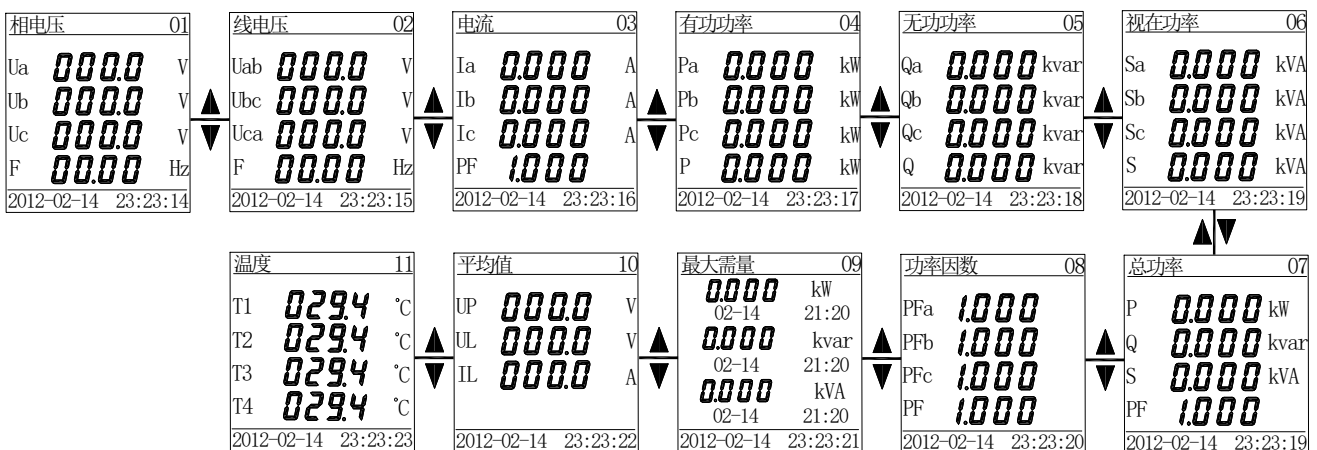 相电压 01
Ua 000.0 V
Ub 000.0 V
Uc 000.0 V
F 00.00 Hz
2012-02-14 23:23:14
线电压 02
Uab 000.0 V
Ubc 000.0 V
Uca 000.0 V
F 00.00 Hz
2012-02-14 23:23:15
电流 03
Ia 0.000 A
Ib 0.000 A
Ic 0.000 A
PF 1.000
2012-02-14 23:23:16
有功功率 04
Pa 0.000 kW
Pb 0.000 kW
Pc 0.000 kW
P 0.000 kW
2012-02-14 23:23:17
无功功率 05
Qa 0.000 kvar
Qb 0.000 kvar
Qc 0.000 kvar
Q 0.000 kvar
2012-02-14 23:23:18
视在功率 06
Sa 0.000 kVA
Sb 0.000 kVA
Sc 0.000 kVA
S 0.000 kVA
2012-02-14 23:23:19
温度 11
T1 029.4 ℃
T2 029.4 ℃
T3 029.4 ℃
T4 029.4 ℃
2012-02-14 23:23:23
平均值 10
UP 000.0 V
UL 000.0 V
IL 000.0 A
2012-02-14 23:23:22
最大需量 09
0.000 kW
02-14 21:20
0.000 kvar
02-14 21:20
0.000 kVA
02-14 21:20
2012-02-14 23:23:21
功率因数 08
PFa 1.000
PFb 1.000
PFc 1.000
PF 1.000
2012-02-14 23:23:20
总功率 07
P 0.000 kW
Q 0.000 kvar
S 0.000 kVA
PF 1.000
2012-02-14 23:23:19